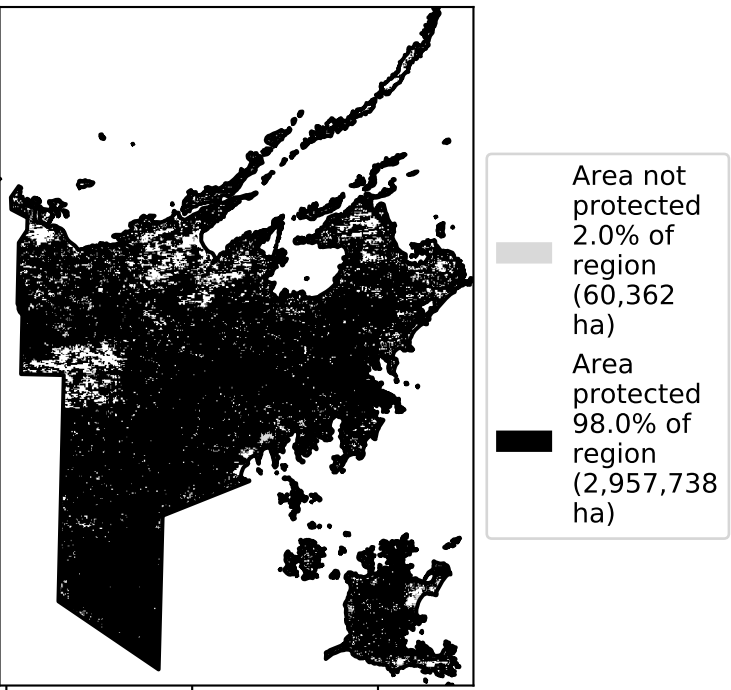 Area not
protected
2.0% of
region
(60,362
ha)
Area
protected
98.0% of
region
(2,957,738
ha)